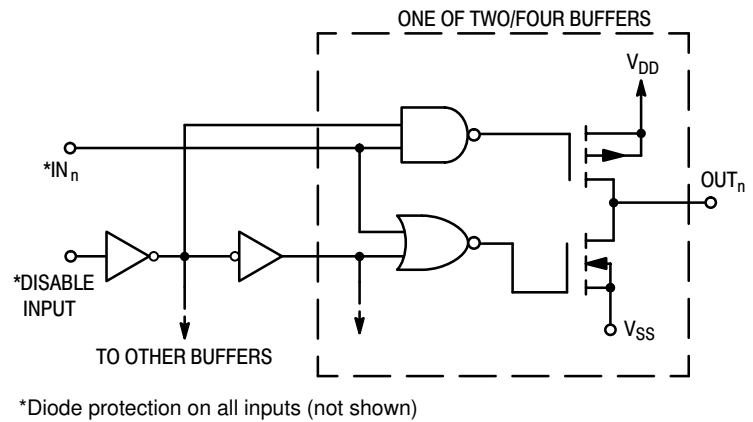 ONE OF TWO/FOUR BUFFERS
VDD
*INn
OUTn
*DISABLE
INPUT
TO OTHER BUFFERS
VSS
*Diode protection on all inputs (not shown)